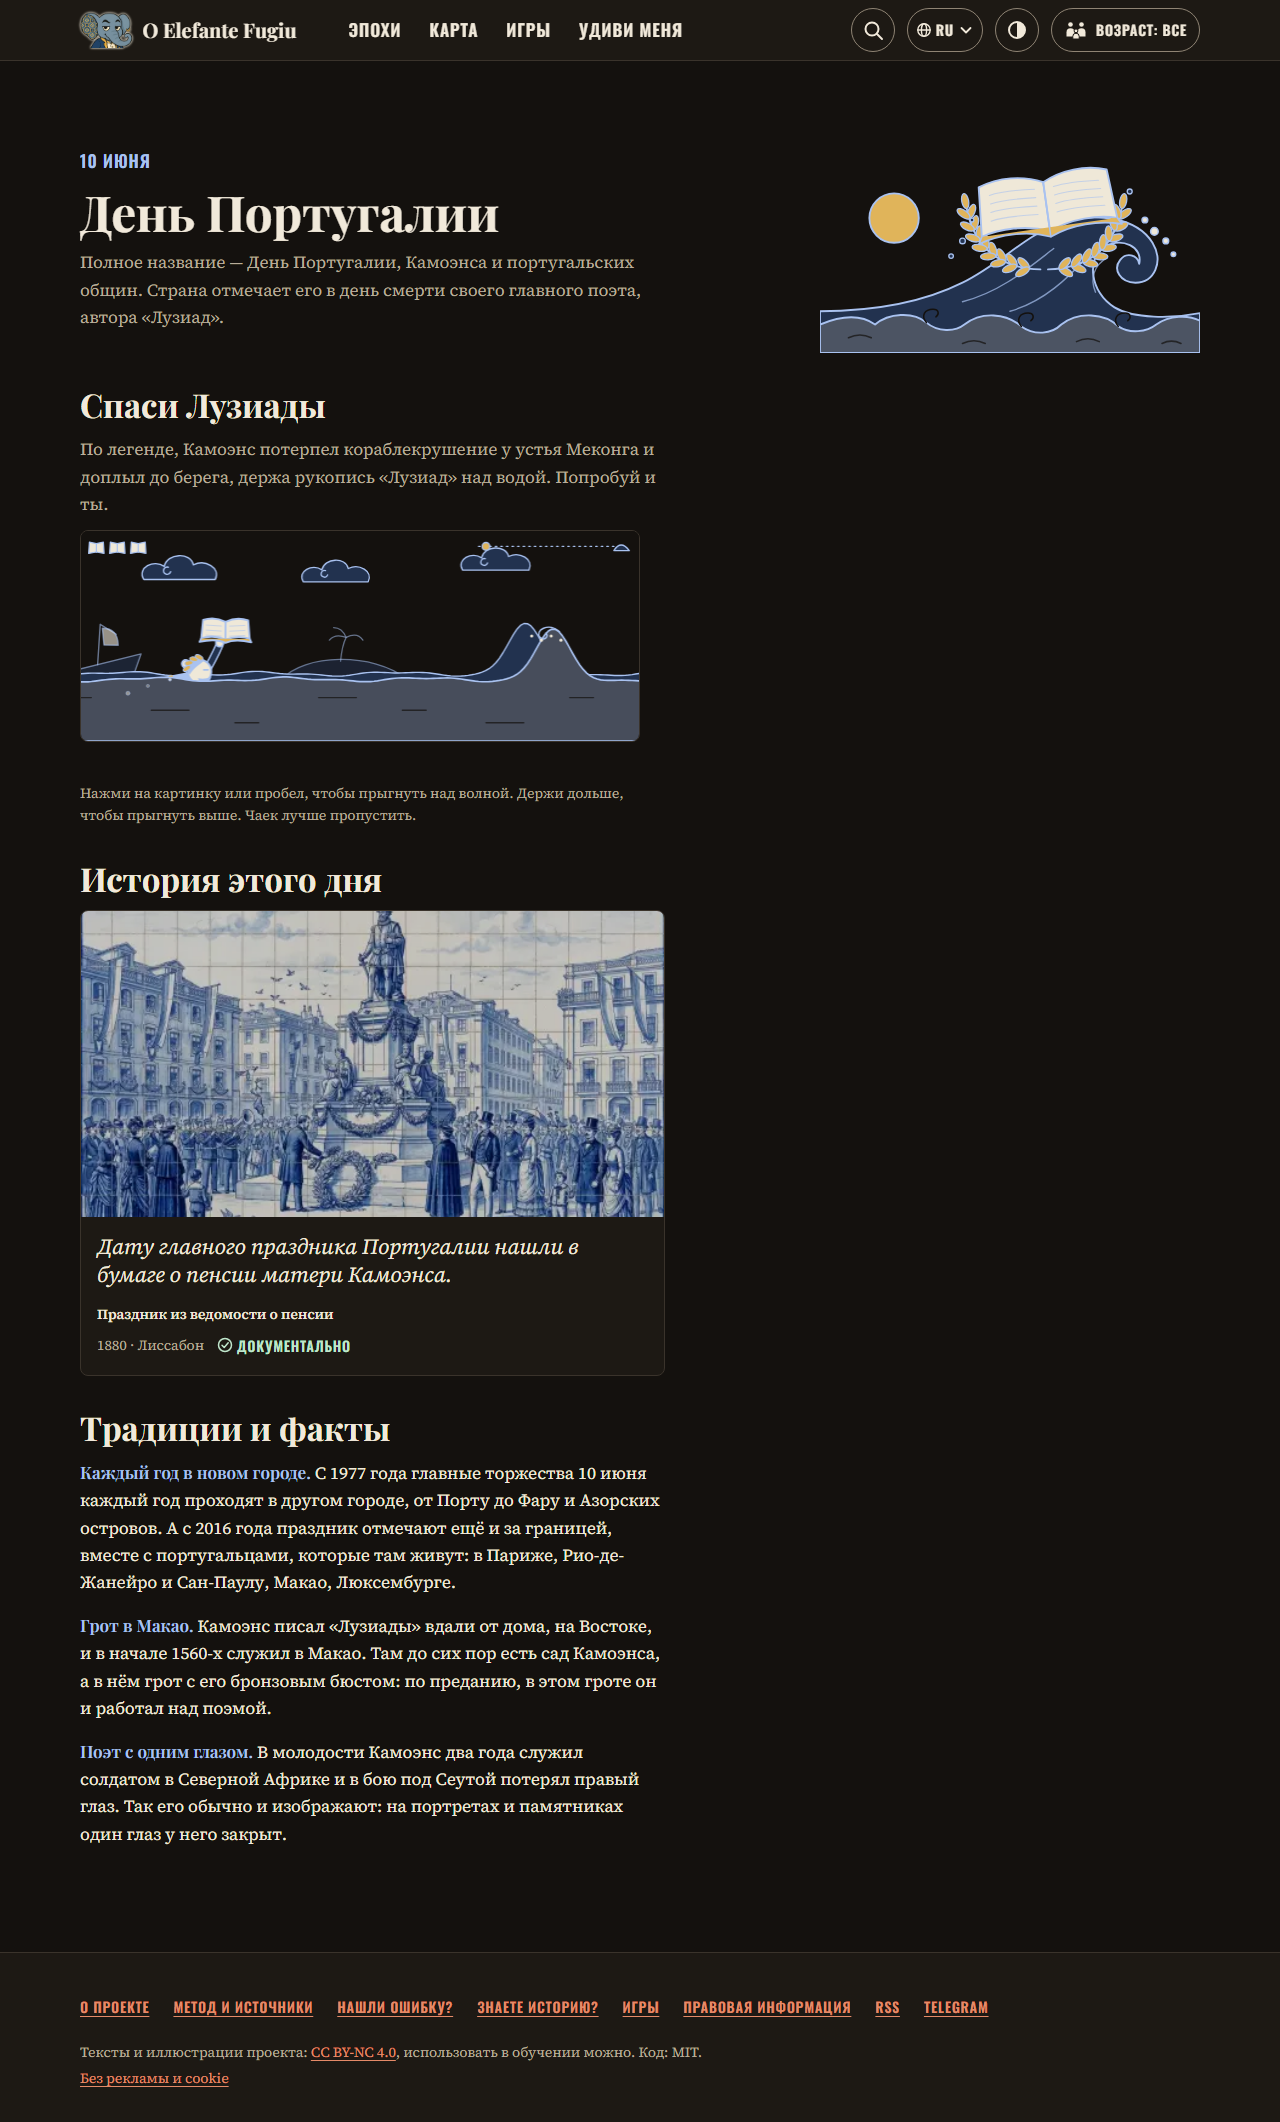 O Elefante Fugiu
ЭПОХИ
КАРТА
ИГРЫ
УДИВИ МЕНЯ
RU
ВОЗРАСТ: ВСЕ
10 ИЮНЯ
День Португалии
Полное название — День Португалии, Камоэнса и португальских
общин. Страна отмечает его в день смерти своего главного поэта,
автора «Лузиад».
Спаси Лузиады
По легенде, Камоэнс потерпел кораблекрушение у устья Меконга и
доплыл до берега, держа рукопись «Лузиад» над водой. Попробуй и
ты.
Нажми на картинку или пробел, чтобы прыгнуть над волной. Держи дольше,
чтобы прыгнуть выше. Чаек лучше пропустить.
История этого дня
Дату главного праздника Португалии нашли в
бумаге о пенсии матери Камоэнса.
Праздник из ведомости о пенсии
1880 · Лиссабон
ДОКУМЕНТАЛЬНО
Традиции и факты
Каждый год в новом городе. С 1977 года главные торжества 10 июня
каждый год проходят в другом городе, от Порту до Фару и Азорских
островов. А с 2016 года праздник отмечают ещё и за границей,
вместе с португальцами, которые там живут: в Париже, Рио-де-
Жанейро и Сан-Паулу, Макао, Люксембурге.
Грот в Макао. Камоэнс писал «Лузиады» вдали от дома, на Востоке,
и в начале 1560-х служил в Макао. Там до сих пор есть сад Камоэнса,
а в нём грот с его бронзовым бюстом: по преданию, в этом гроте он
и работал над поэмой.
Поэт с одним глазом. В молодости Камоэнс два года служил
солдатом в Северной Африке и в бою под Сеутой потерял правый
глаз. Так его обычно и изображают: на портретах и памятниках
один глаз у него закрыт.
О ПРОЕКТЕ
МЕТОД И ИСТОЧНИКИ
НАШЛИ ОШИБКУ?
ЗНАЕТЕ ИСТОРИЮ?
ИГРЫ
ПРАВОВАЯ ИНФОРМАЦИЯ
RSS
TELEGRAM
Тексты и иллюстрации проекта: CC BY-NC 4.0, использовать в обучении можно. Код: MIT.
Без рекламы и cookie